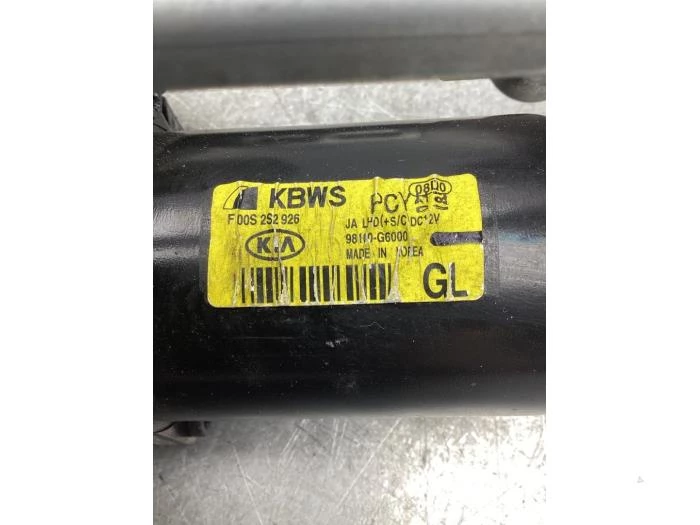 KBWS PCY
F00S 2S2 926
KIA
JA LHD(+S/C)DC12V
98110-G6000
MADE IN KOREA
GL